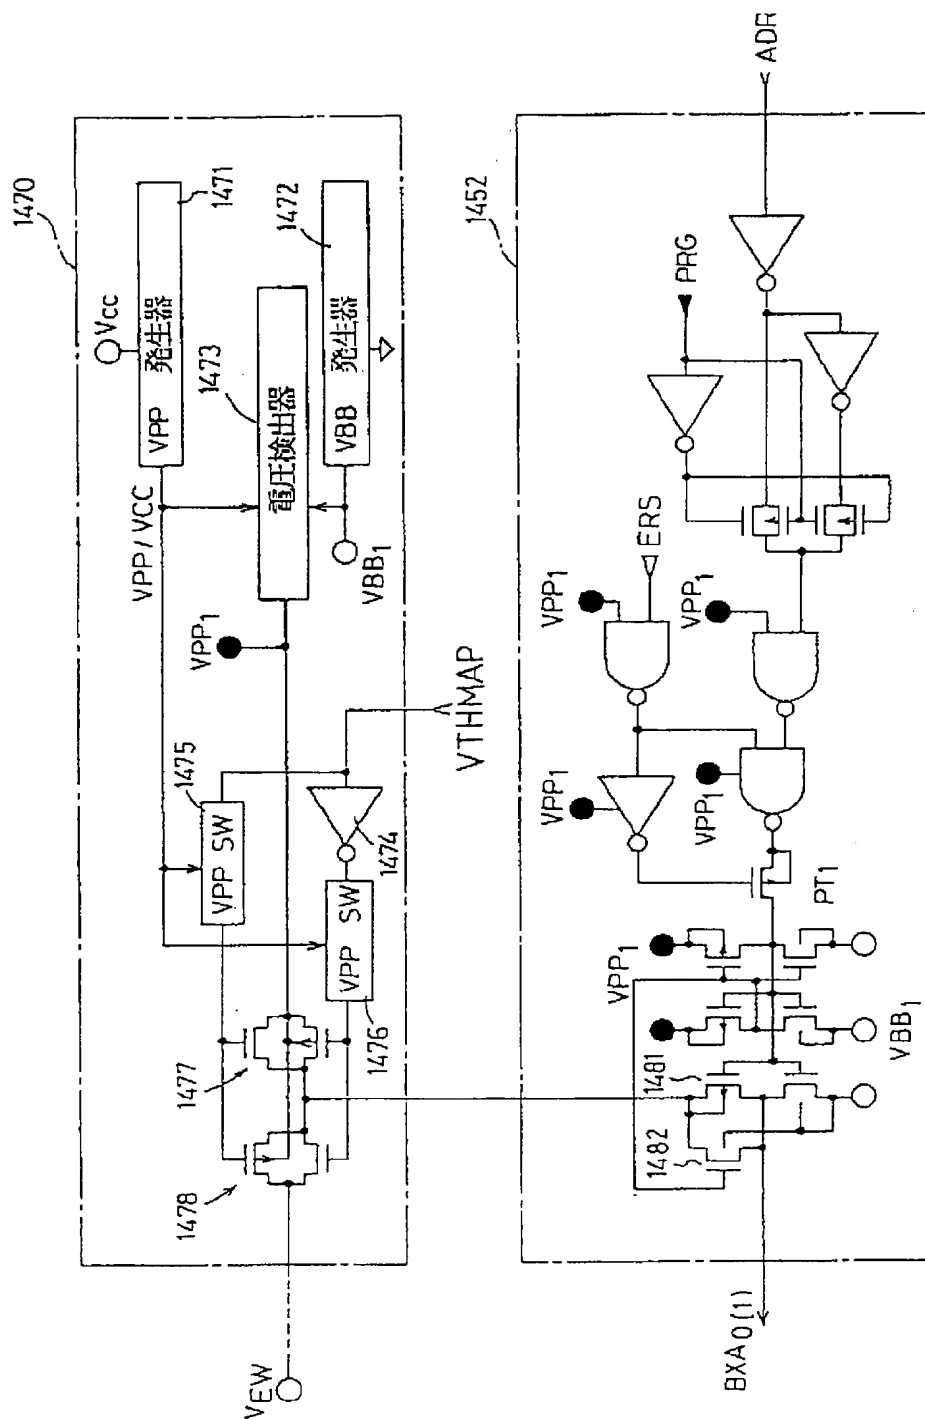 1470
Vcc
VPP 発生器
1471
VPP/VCC
1473
電圧検出器
1472
VBB 発生器
VBB1
VPP1
1475
VPP SW
VTHMAP
1474
VPP SW
1476
1477
1478
VEW
1452
ADR
PRG
ERS
VPP1
VPP1
VPP1
VPP1
PT1
VPP1
VBB1
1481
1482
BXA0(1)